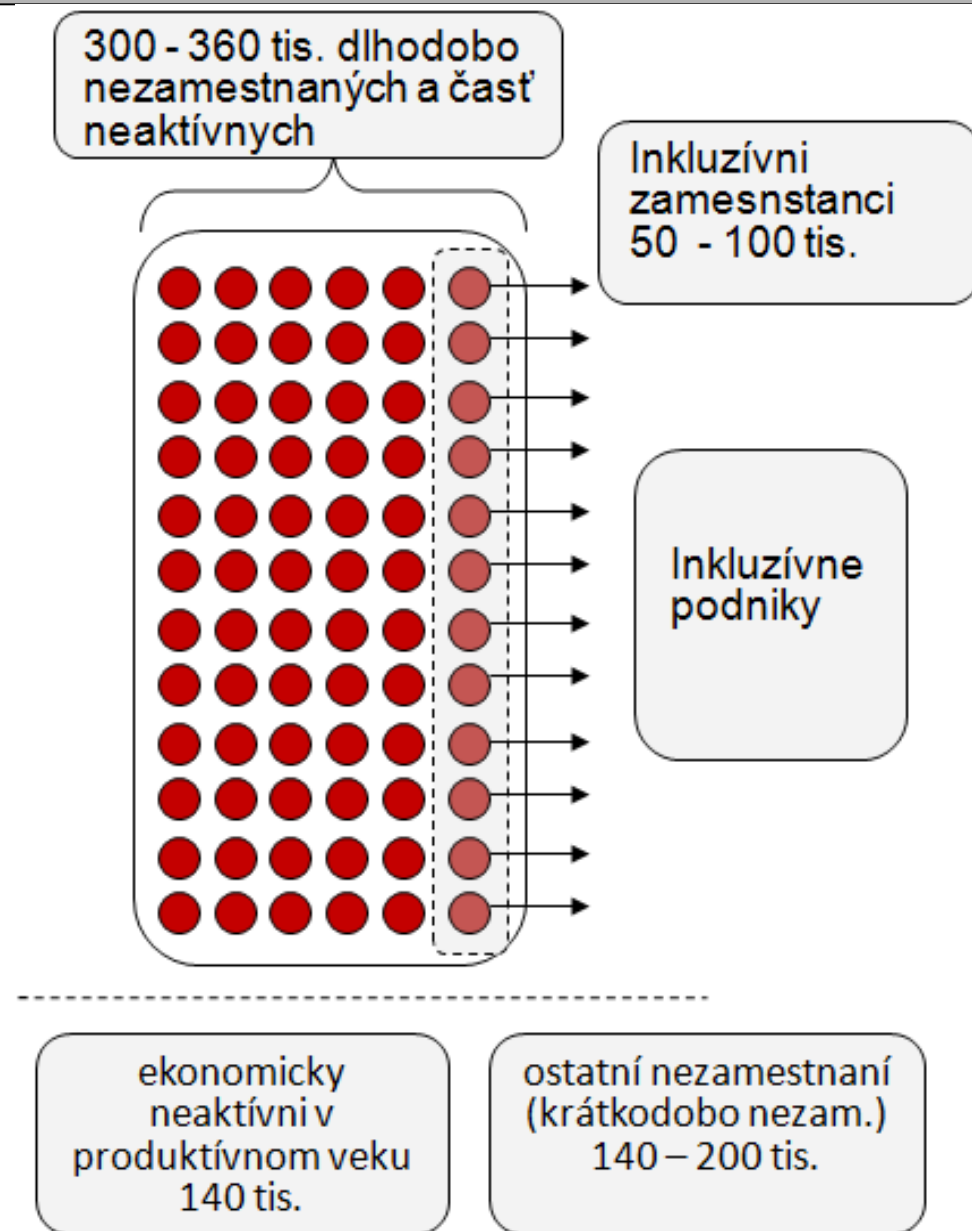 300 - 360 tis. dlhodobo
nezamestnaných a časť
neaktívnych
Inkluzívni
zamesnstanci
50 - 100 tis.
Inkluzívne
podniky
ekonomicky
neaktívni v
produktívnom veku
140 tis.
ostatní nezamestnaní
(krátkodobo nezam.)
140 – 200 tis.